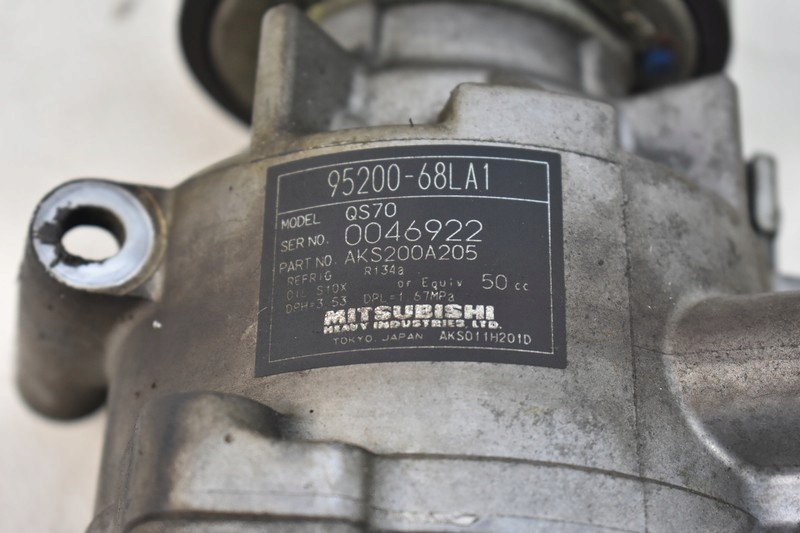 95200-68LA1
MODEL QS70
SER NO. 0046922
PART NO. AKS200A205
REFRIG R134a
OIL S10X or Equiv 50 cc
DPH=3.53 DPL=1.67MPa
MITSUBISHI
HEAVY INDUSTRIES, LTD.
TOKYO, JAPAN AKS011H201D